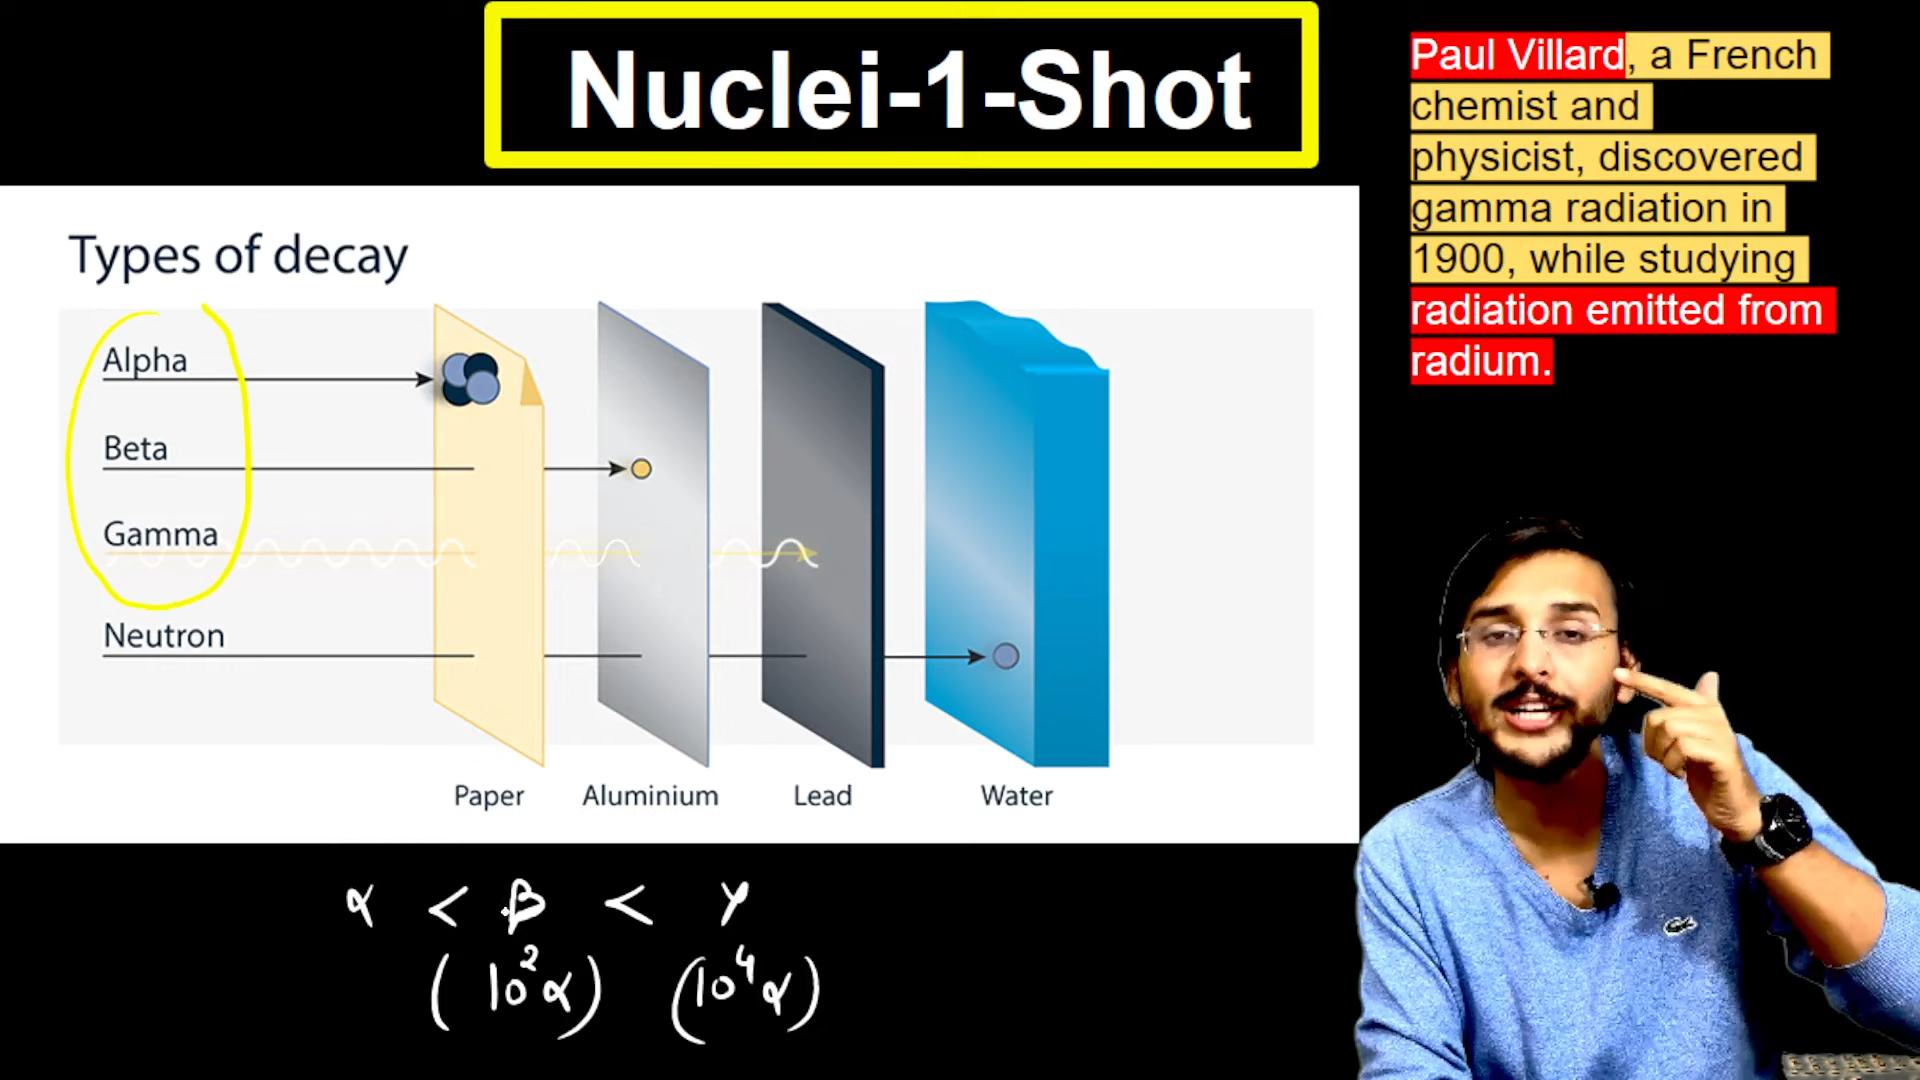 Nuclei-1-Shot
Paul Villard, a French
chemist and
physicist, discovered
gamma radiation in
1900, while studying
radiation emitted from
radium.
Types of decay
Alpha
Beta
Gamma
Neutron
Paper Aluminium Lead Water
α < β < γ
(10²α) (10⁴α)